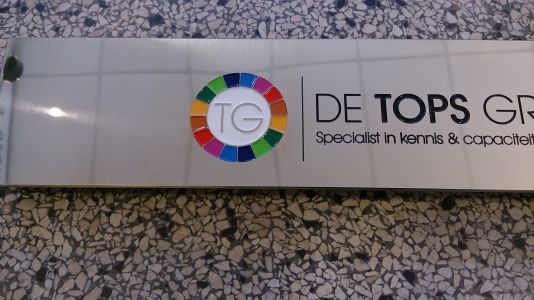 TG
DE TOPS GR
Specialist in kennis & capaciteit